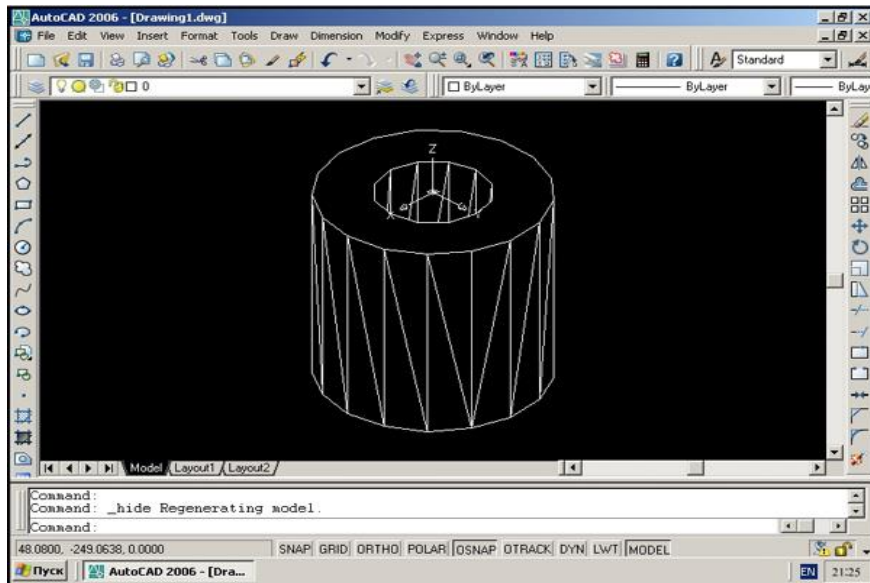 AutoCAD 2006 - [Drawing1.dwg]
File Edit View Insert Format Tools Draw Dimension Modify Express Window Help
Standard
0 ByLayer ByLayer ByLay
Z
X Y
Model Layout1 Layout2
Command:
Command: _hide Regenerating model.
Command:
48.0800, -249.0638, 0.0000 SNAP GRID ORTHO POLAR OSNAP OTRACK DYN LWT MODEL
Пуск AutoCAD 2006 - [Dra... EN 21:25